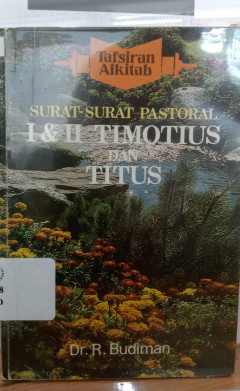 Tafsiran
Alkitab
SURAT-SURAT PASTORAL
I & II TIMOTIUS
DAN
TITUS
Dr. R. Budiman